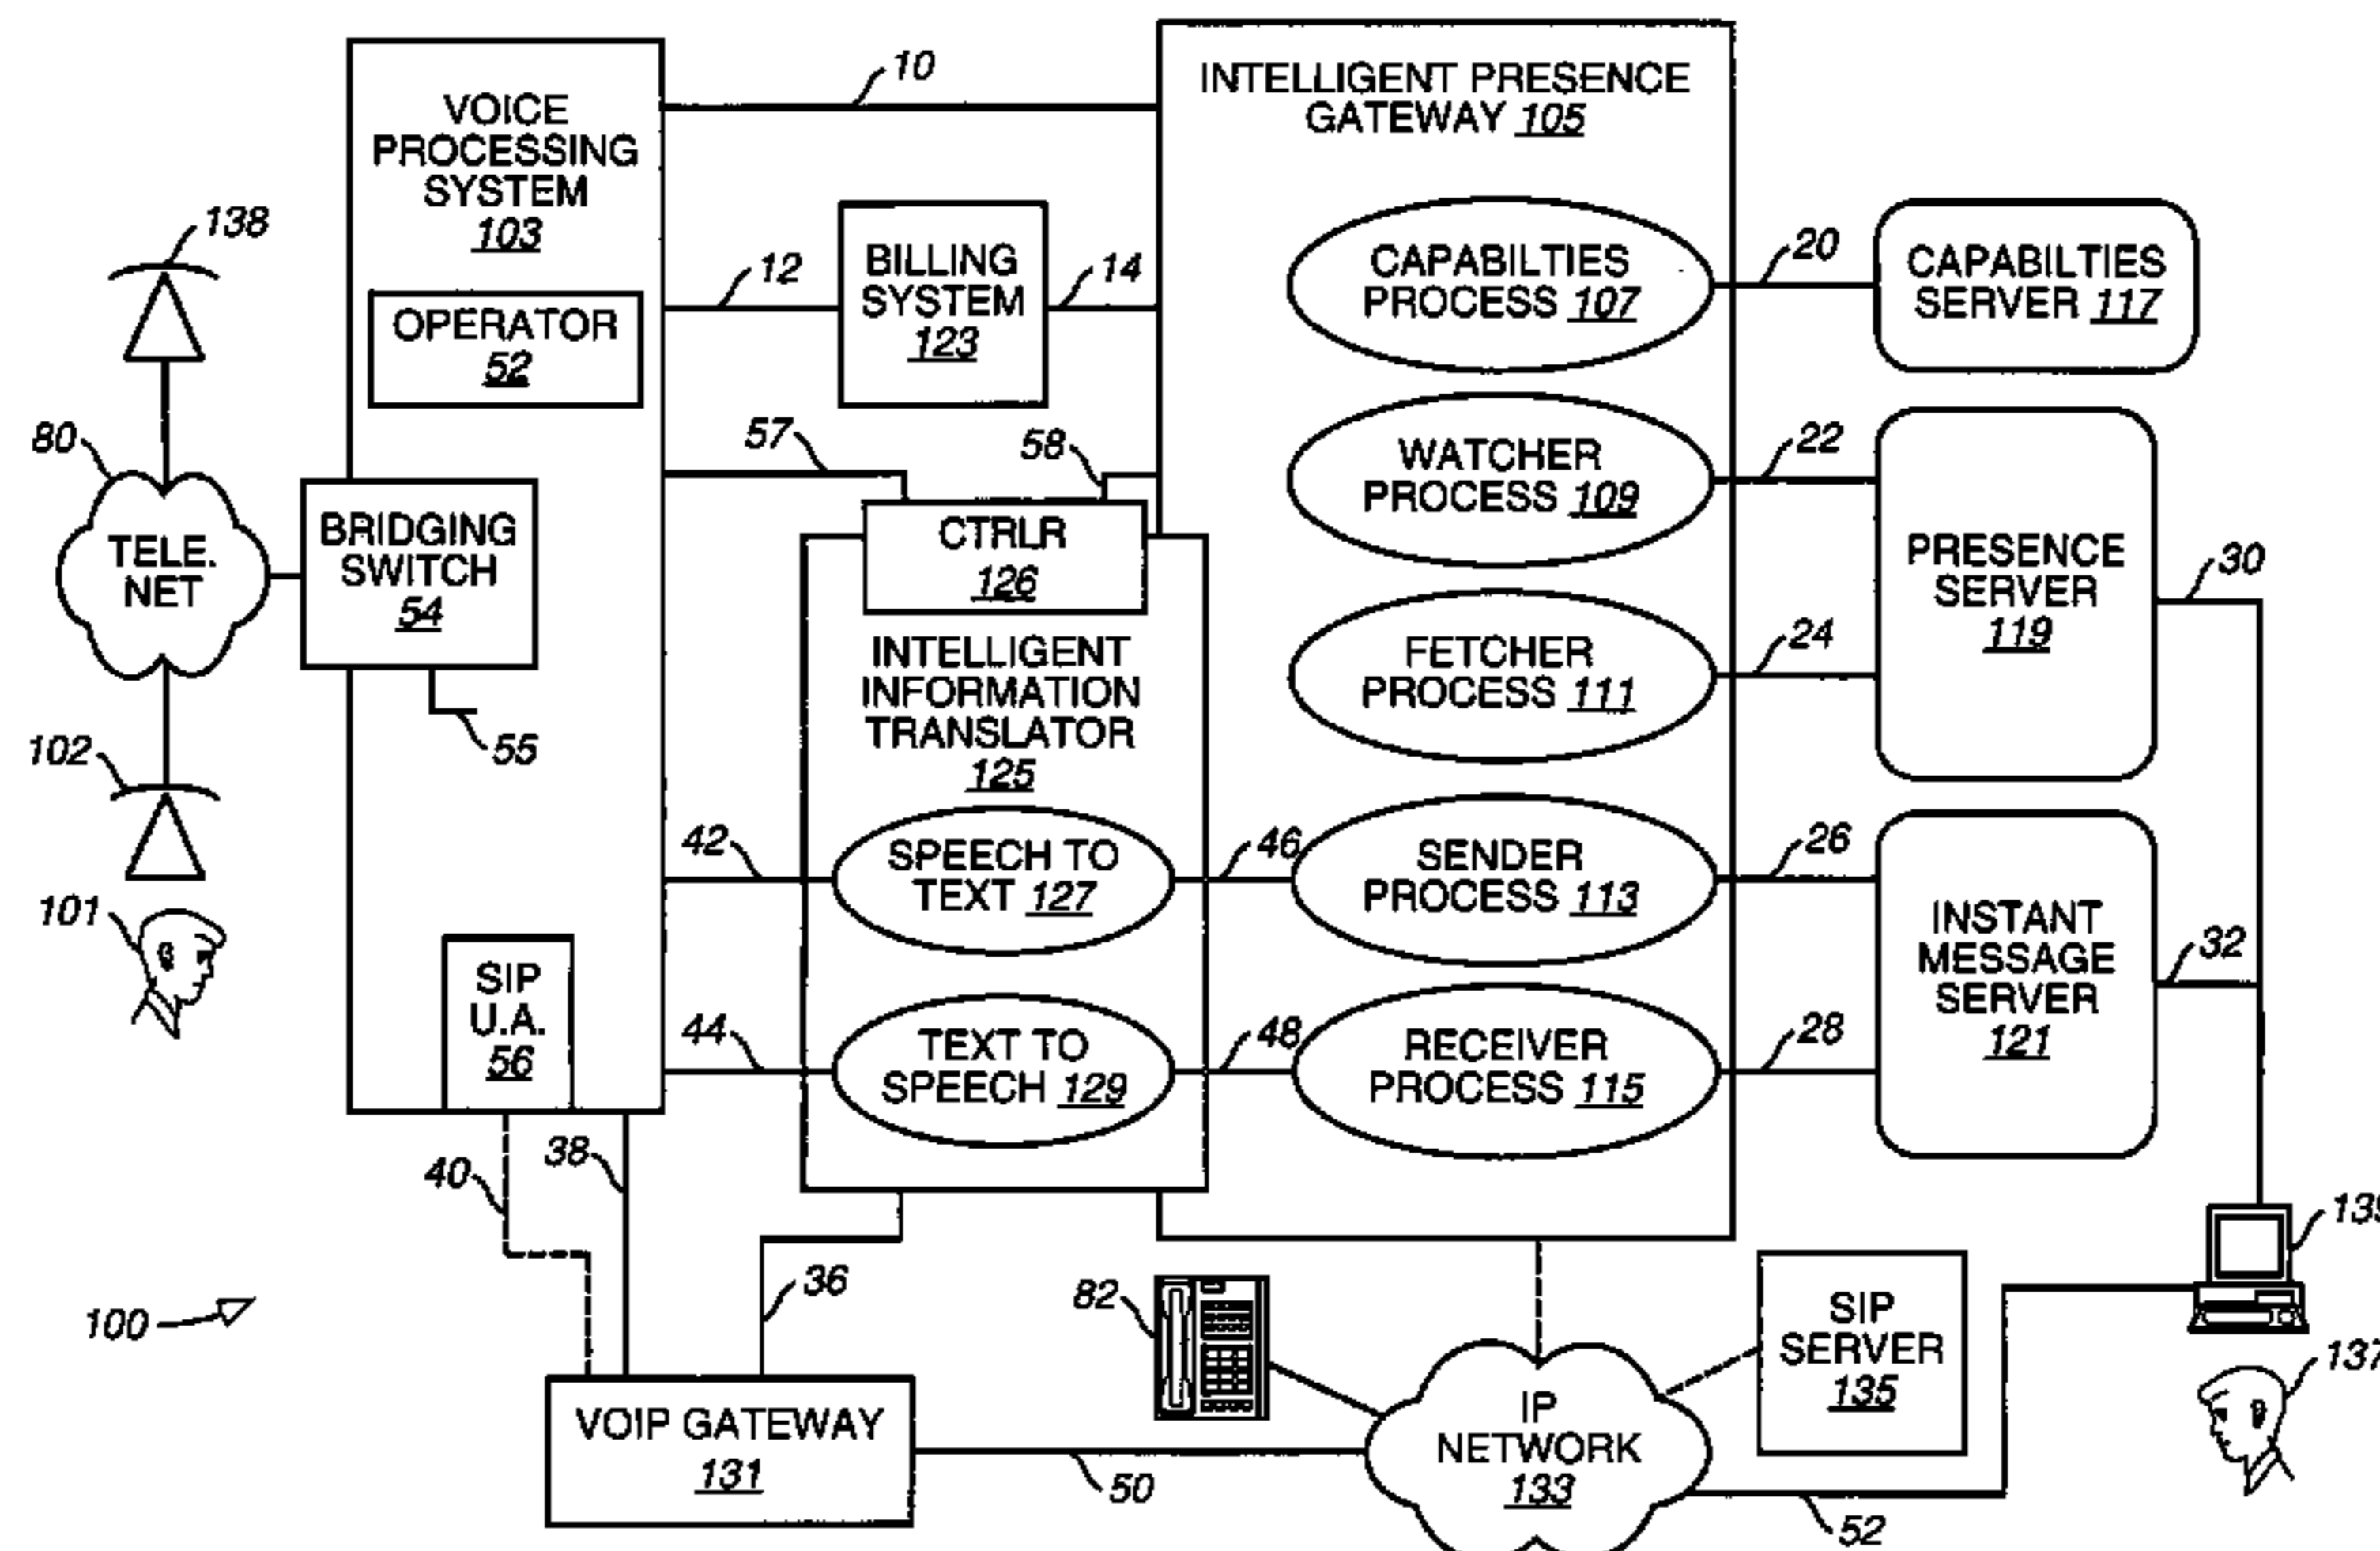 10
INTELLIGENT PRESENCE
GATEWAY 105
VOICE
PROCESSING
SYSTEM
103
138
12
BILLING
SYSTEM
123
14
CAPABILTIES
PROCESS 107
20
CAPABILTIES
SERVER 117
OPERATOR
52
80
57
58
WATCHER
PROCESS 109
22
TELE.
NET
BRIDGING
SWITCH
54
CTRLR
126
PRESENCE
SERVER
119
30
INTELLIGENT
INFORMATION
TRANSLATOR
125
FETCHER
PROCESS 111
24
102
55
42
SPEECH TO
TEXT 127
46
SENDER
PROCESS 113
26
101
INSTANT
MESSAGE
SERVER
121
32
SIP
U.A.
56
44
TEXT TO
SPEECH 129
48
RECEIVER
PROCESS 115
28
40
38
36
100
82
SIP
SERVER
135
137
VOIP GATEWAY
131
50
IP
NETWORK
133
52